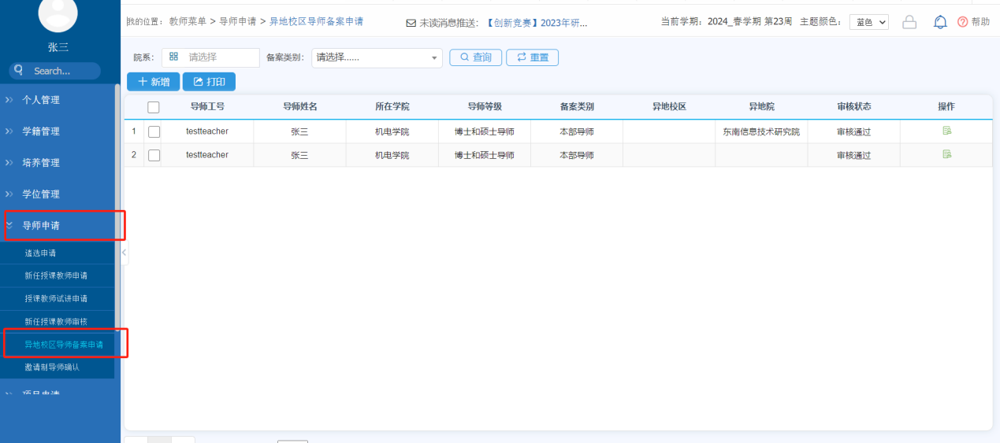 我的位置: 教师菜单 > 导师申请 > 异地校区导师备案申请
未读消息推送: 【创新竞赛】2023年研...
当前学期: 2024_春学期 第23周 主题颜色: 蓝色
帮助
张三
Search...
个人管理
学籍管理
培养管理
学位管理
导师申请
遴选申请
新任授课教师申请
授课教师试讲申请
新任授课教师审核
异地校区导师备案申请
邀请制导师确认
项目申请
院系: 请选择 备案类别: 请选择...... 查询 重置
新增 打印
导师工号 导师姓名 所在学院 导师等级 备案类别 异地校区 异地院 审核状态 操作
1 testteacher 张三 机电学院 博士和硕士导师 本部导师 东南信息技术研究院 审核通过
2 testteacher 张三 机电学院 博士和硕士导师 本部导师 审核通过